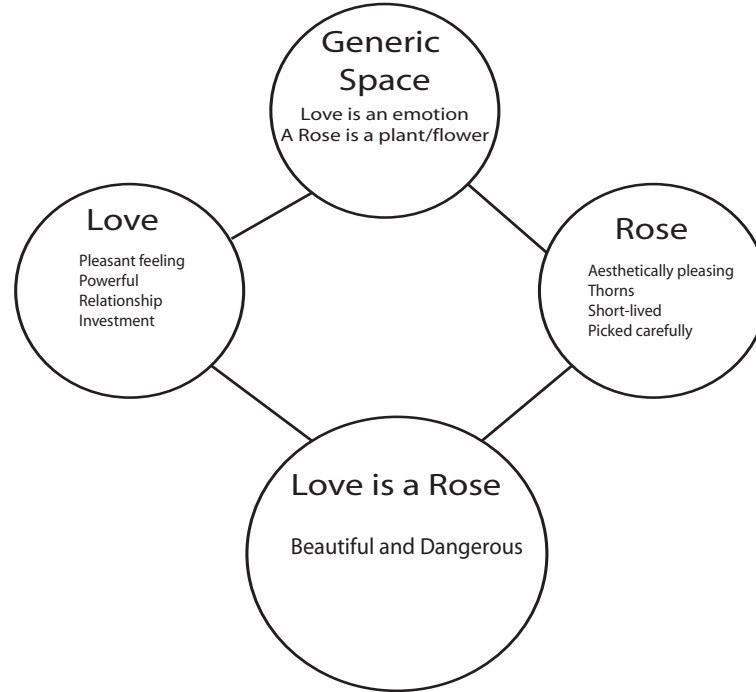 Generic
Space
Love is an emotion
A Rose is a plant/flower
Love
Pleasant feeling
Powerful
Relationship
Investment
Rose
Aesthetically pleasing
Thorns
Short-lived
Picked carefully
Love is a Rose
Beautiful and Dangerous